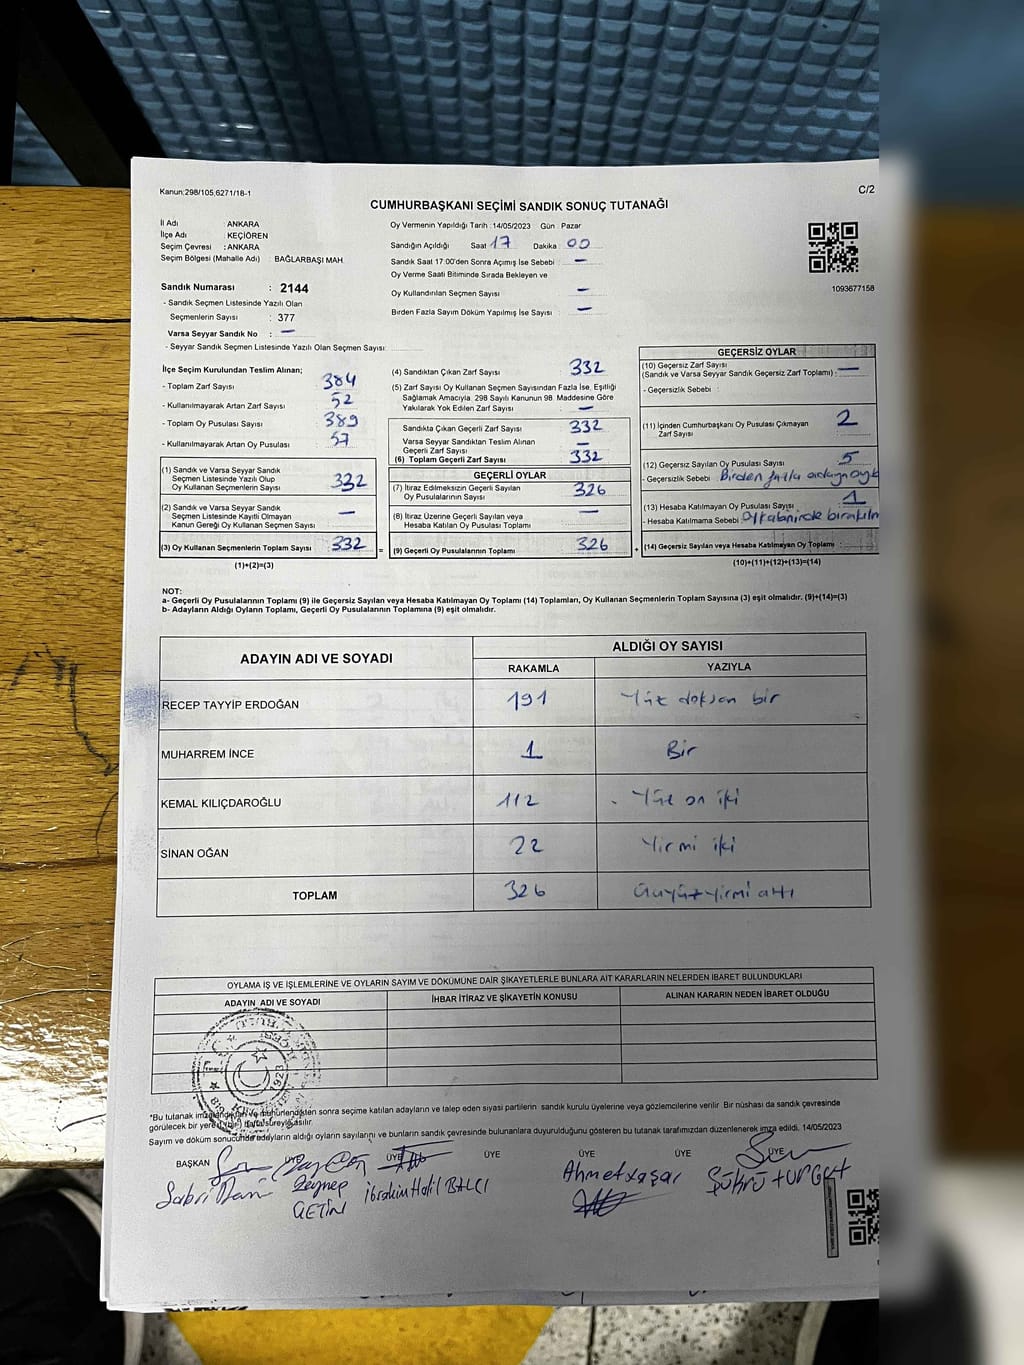 Kanun;298/105,6271/18-1
C/2
CUMHURBAŞKANI SEÇİMİ SANDIK SONUÇ TUTANAĞI
İl Adı : ANKARA
İlçe Adı : KEÇİÖREN
Seçim Çevresi : ANKARA
Seçim Bölgesi (Mahalle Adı) : BAĞLARBAŞI MAH.
Oy Vermenin Yapıldığı Tarih :14/05/2023 Gün : Pazar
Sandığın Açıldığı Saat 17 Dakika : 00
Sandık Saat 17:00'den Sonra Açımış İse Sebebi : —
Oy Verme Saati Bitiminde Sırada Bekleyen ve
Oy Kullandırılan Seçmen Sayısı —
Birden Fazla Sayım Döküm Yapılmış İse Sayısı : —
1093677158
Sandık Numarası : 2144
- Sandık Seçmen Listesinde Yazılı Olan
Seçmenlerin Sayısı : 377
Varsa Seyyar Sandık No : —
- Seyyar Sandık Seçmen Listesinde Yazılı Olan Seçmen Sayısı:
İlçe Seçim Kurulundan Teslim Alınan;
- Toplam Zarf Sayısı 384
- Kullanılmayarak Artan Zarf Sayısı 52
- Toplam Oy Pusulası Sayısı 389
- Kullanılmayarak Artan Oy Pusulası 57
(1) Sandık ve Varsa Seyyar Sandık
Seçmen Listesinde Yazılı Olup
Oy Kullanan Seçmenlerin Sayısı 332
(2) Sandık ve Varsa Seyyar Sandık
Seçmen Listesinde Kayıtlı Olmayan
Kanun Gereği Oy Kullanan Seçmen Sayısı —
(3) Oy Kullanan Seçmenlerin Toplam Sayısı 332 =
(1)+(2)=(3)
(4) Sandıktan Çıkan Zarf Sayısı 332
(5) Zarf Sayısı Oy Kullanan Seçmen Sayısından Fazla İse, Eşitliği
Sağlamak Amacıyla, 298 Sayılı Kanunun 98. Maddesine Göre
Yakılarak Yok Edilen Zarf Sayısı —
Sandıkta Çıkan Geçerli Zarf Sayısı 332
Varsa Seyyar Sandıktan Teslim Alınan
Geçerli Zarf Sayısı —
(6) Toplam Geçerli Zarf Sayısı 332
GEÇERLİ OYLAR
(7) İtiraz Edilmeksizin Geçerli Sayılan
Oy Pusulalarının Sayısı 326
(8) İtiraz Üzerine Geçerli Sayılan veya
Hesaba Katılan Oy Pusulası Toplamı —
(9) Geçerli Oy Pusulalarının Toplamı 326 +
GEÇERSİZ OYLAR
(10) Geçersiz Zarf Sayısı
(Sandık ve Varsa Seyyar Sandık Geçersiz Zarf Toplamı) : —
- Geçersizlik Sebebi :
(11) İçinden Cumhurbaşkanı Oy Pusulası Çıkmayan
Zarf Sayısı 2
(12) Geçersiz Sayılan Oy Pusulası Sayısı 5
- Geçersizlik Sebebi Birden fazla
(13) Hesaba Katılmayan Oy Pusulası Sayısı 1
- Hesaba Katılmama Sebebi :
(14) Geçersiz Sayılan veya Hesaba Katılmayan Oy Toplamı :
(10)+(11)+(12)+(13)=(14)
NOT:
a- Geçerli Oy Pusulalarının Toplamı (9) ile Geçersiz Sayılan veya Hesaba Katılmayan Oy Toplamı (14) Toplamları, Oy Kullanan Seçmenlerin Toplam Sayısına (3) eşit olmalıdır. (9)+(14)=(3)
b- Adayların Aldığı Oyların Toplamı, Geçerli Oy Pusulalarının Toplamına (9) eşit olmalıdır.
ADAYIN ADI VE SOYADI ALDIĞI OY SAYISI
RAKAMLA YAZIYLA
RECEP TAYYİP ERDOĞAN 191 Yüz doksan bir
MUHARREM İNCE 1 Bir
KEMAL KILIÇDAROĞLU 112 Yüz on iki
SİNAN OĞAN 22 Yirmi iki
TOPLAM 326 Üçyüzyirmi altı
OYLAMA İŞ VE İŞLEMLERİNE VE OYLARIN SAYIM VE DÖKÜMÜNE DAİR ŞİKAYETLERLE BUNLARA AİT KARARLARIN NELERDEN İBARET BULUNDUKLARI
ADAYIN ADI VE SOYADI İHBAR İTİRAZ VE ŞİKAYETİN KONUSU ALINAN KARARIN NEDEN İBARET OLDUĞU
*Bu tutanak imzalandıktan ve mühürlendikten sonra seçime katılan adayların ve talep eden siyasi partilerin sandık kurulu üyelerine veya gözlemcilerine verilir. Bir nüshası da sandık çevresinde
görülecek bir yere (1 bir) hafta süreyle asılır.
Sayım ve döküm sonucunda adayların aldığı oyların sayılarını ve bunların sandık çevresinde bulunanlara duyurulduğunu gösteren bu tutanak tarafımızdan düzenlenerek imza edildi. 14/05/2023
BAŞKAN ÜYE ÜYE ÜYE ÜYE ÜYE ÜYE
Zeynep ÇETİN İbrahim Halil BALCI Ahmet Yaşar Şükrü TURGUT